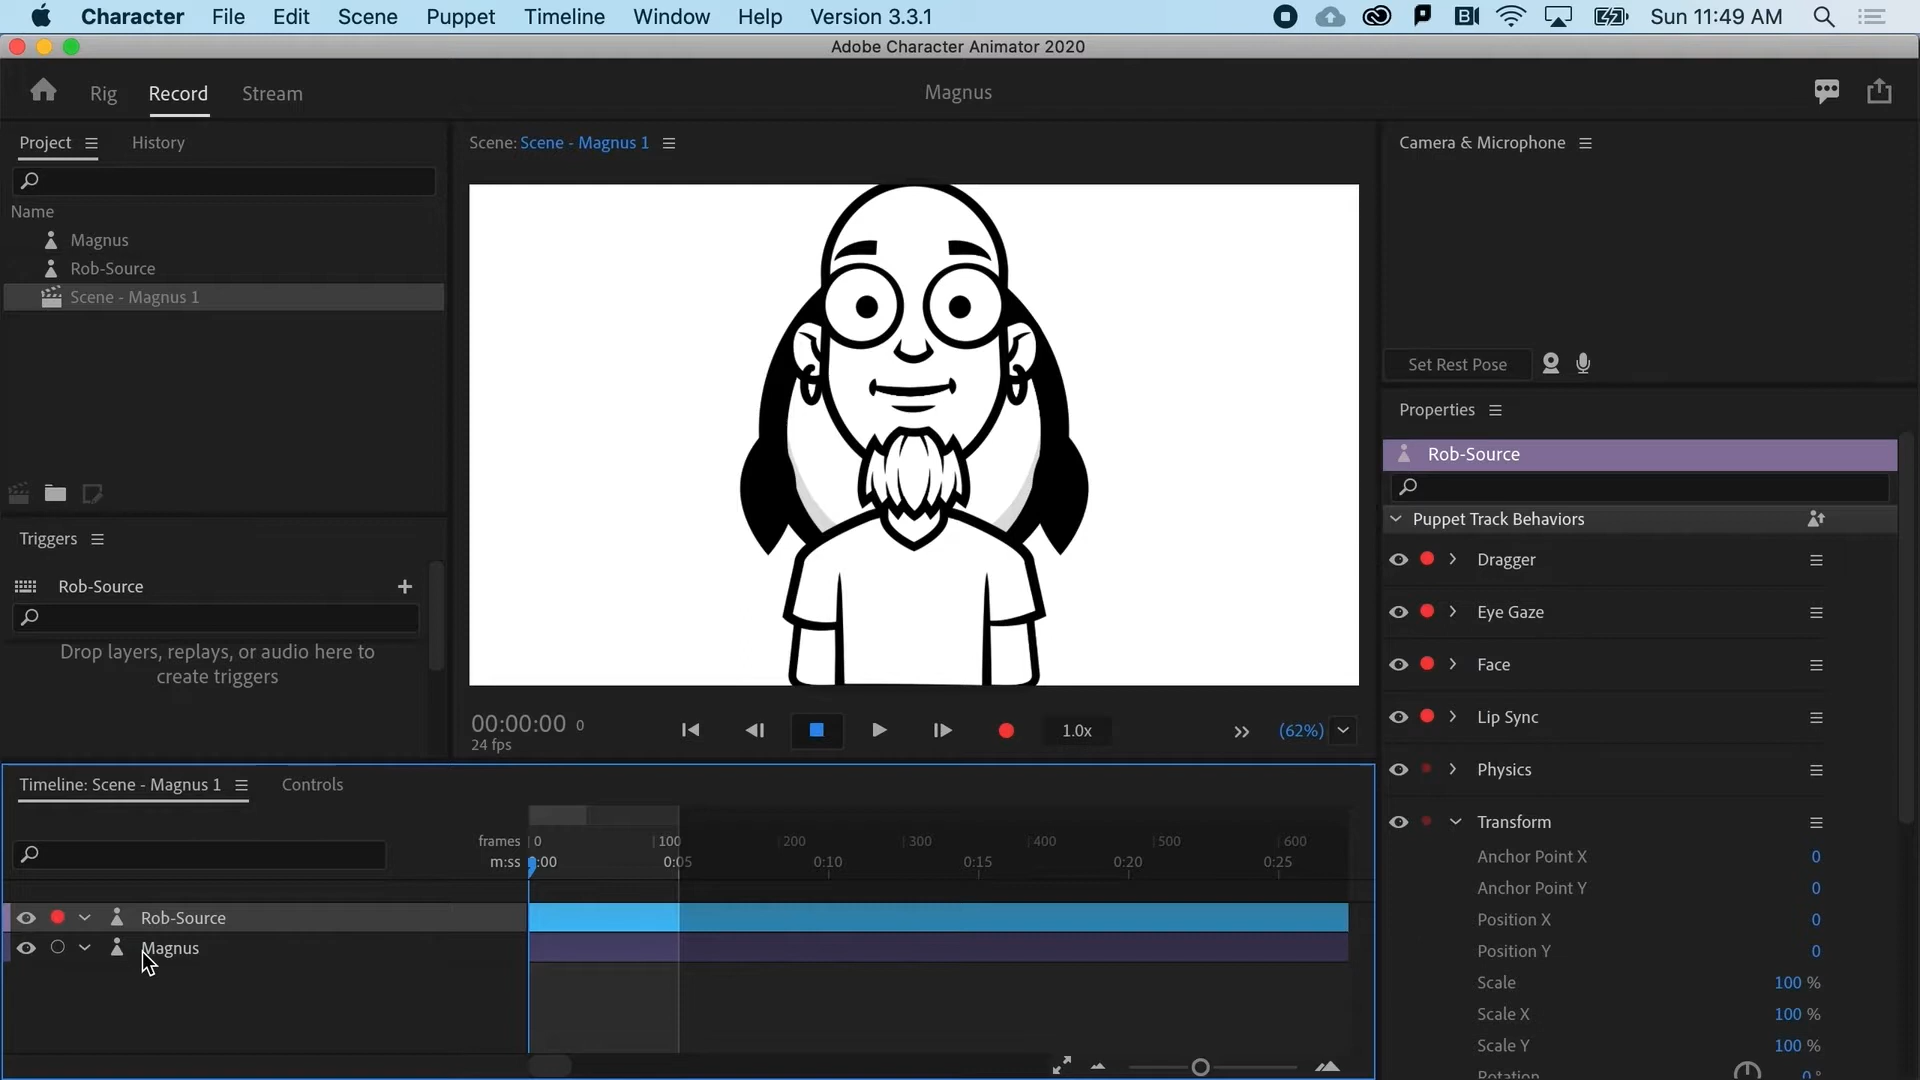 Character File Edit Scene Puppet Timeline Window Help Version 3.3.1 Sun 11:49 AM
Adobe Character Animator 2020
Rig Record Stream Magnus
Project History
Name
Magnus
Rob-Source
Scene - Magnus 1
Triggers
Rob-Source +
Drop layers, replays, or audio here to
create triggers
Scene: Scene - Magnus 1
00:00:00 0
24 fps
1.0x
(62%)
Camera & Microphone
Set Rest Pose
Properties
Rob-Source
Puppet Track Behaviors
Dragger
Eye Gaze
Face
Lip Sync
Physics
Transform
Anchor Point X 0
Anchor Point Y 0
Position X 0
Position Y 0
Scale 100 %
Scale X 100 %
Scale Y 100 %
Rotation 0 °
Timeline: Scene - Magnus 1 Controls
frames 0 100 200 300 400 500 600
m:ss :00 0:05 0:10 0:15 0:20 0:25
Rob-Source
Magnus